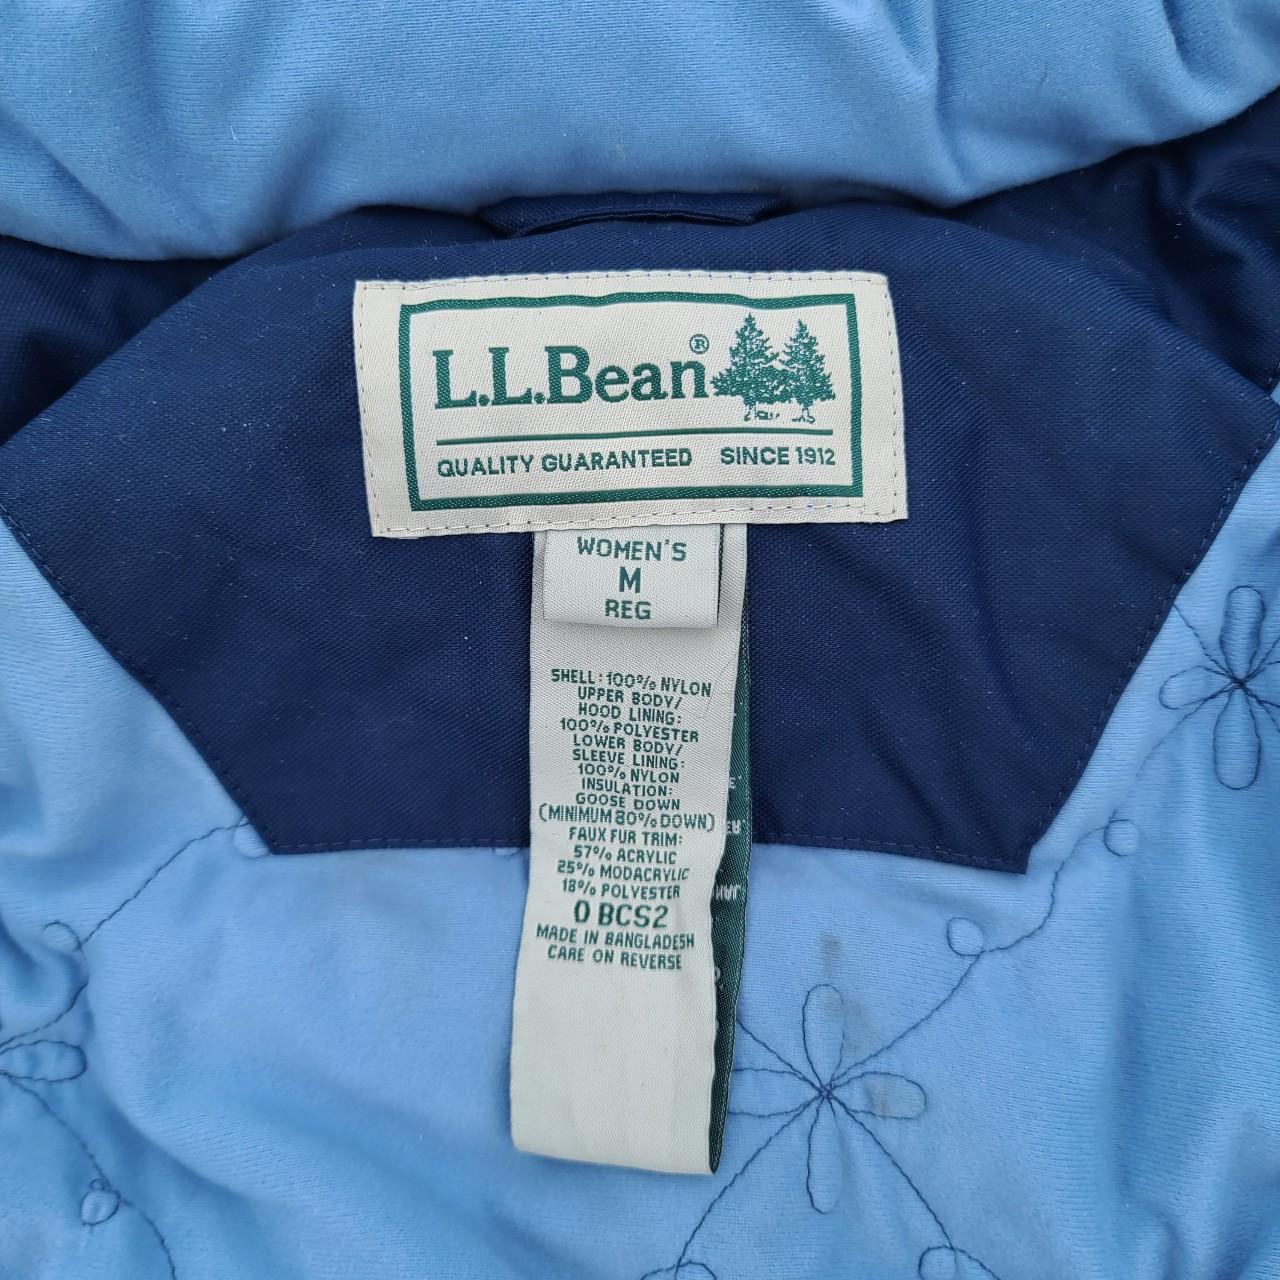 L.L.Bean®
QUALITY GUARANTEED SINCE 1912
WOMEN'S
M
REG
SHELL: 100% NYLON
UPPER BODY/
HOOD LINING:
100% POLYESTER
LOWER BODY/
SLEEVE LINING:
100% NYLON
INSULATION:
GOOSE DOWN
(MINIMUM 80% DOWN)
FAUX FUR TRIM:
57% ACRYLIC
25% MODACRYLIC
18% POLYESTER
0 BCS2
MADE IN BANGLADESH
CARE ON REVERSE